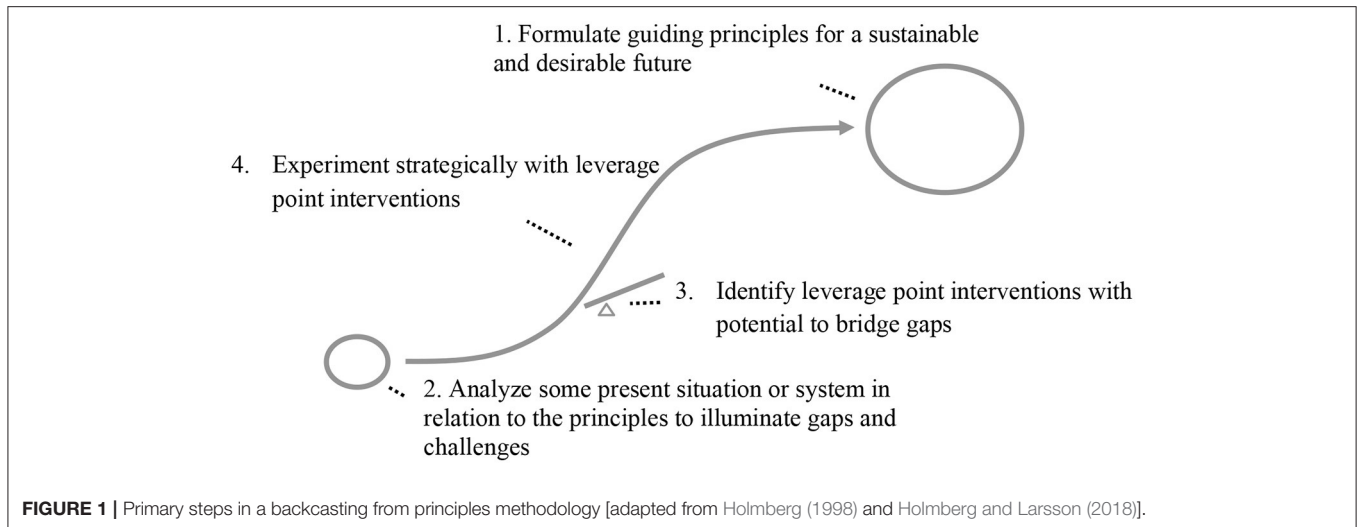 1. Formulate guiding principles for a sustainable
and desirable future
4. Experiment strategically with leverage
point interventions
3. Identify leverage point interventions with
potential to bridge gaps
2. Analyze some present situation or system in
relation to the principles to illuminate gaps and
challenges
FIGURE 1 | Primary steps in a backcasting from principles methodology [adapted from Holmberg (1998) and Holmberg and Larsson (2018)].